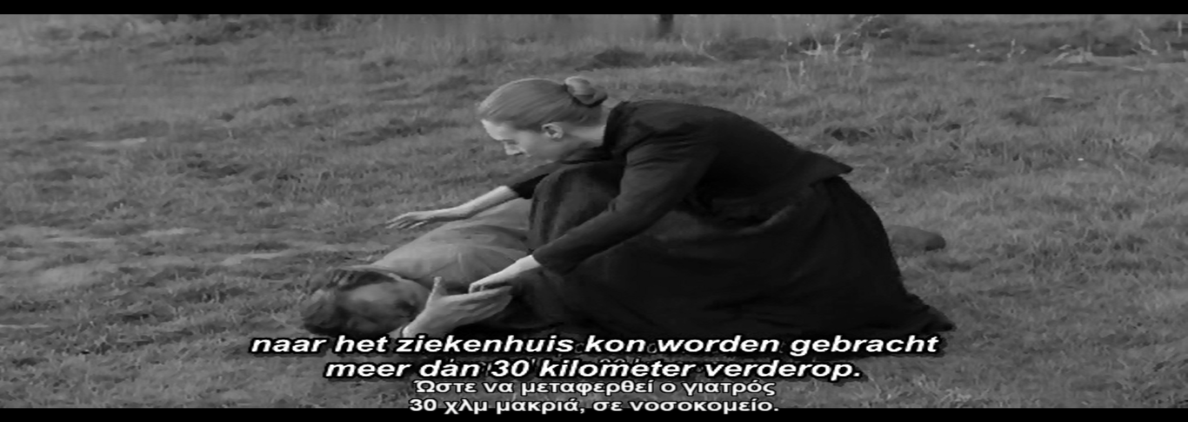 naar het ziekenhuis kon worden gebracht
meer dan 30 kilometer verderop.
Ώστε να μεταφερθεί ο γιατρός
30 χλμ μακριά, σε νοσοκομείο.